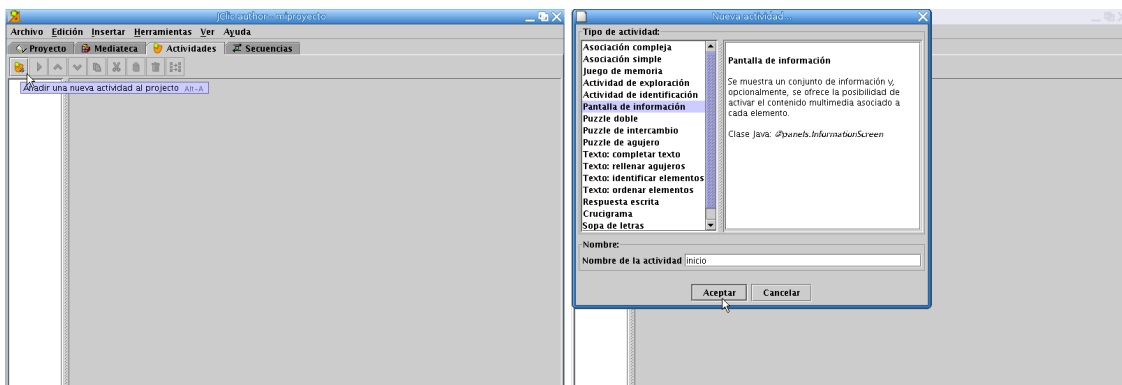 JClic author - miproyecto
Archivo Edición Insertar Herramientas Ver Ayuda
Proyecto Mediateca Actividades Secuencias
Añadir una nueva actividad al projecto Alt-A
Nueva actividad...
Tipo de actividad:
Asociación compleja
Asociación simple
Juego de memoria
Actividad de exploración
Actividad de identificación
Pantalla de información
Puzzle doble
Puzzle de intercambio
Puzzle de agujero
Texto: completar texto
Texto: rellenar agujeros
Texto: identificar elementos
Texto: ordenar elementos
Respuesta escrita
Crucigrama
Sopa de letras
Pantalla de información
Se muestra un conjunto de información y,
opcionalmente, se ofrece la posibilidad de
activar el contenido multimedia asociado a
cada elemento.
Clase Java: @panels.InformationScreen
Nombre:
Nombre de la actividad inicio
Aceptar Cancelar